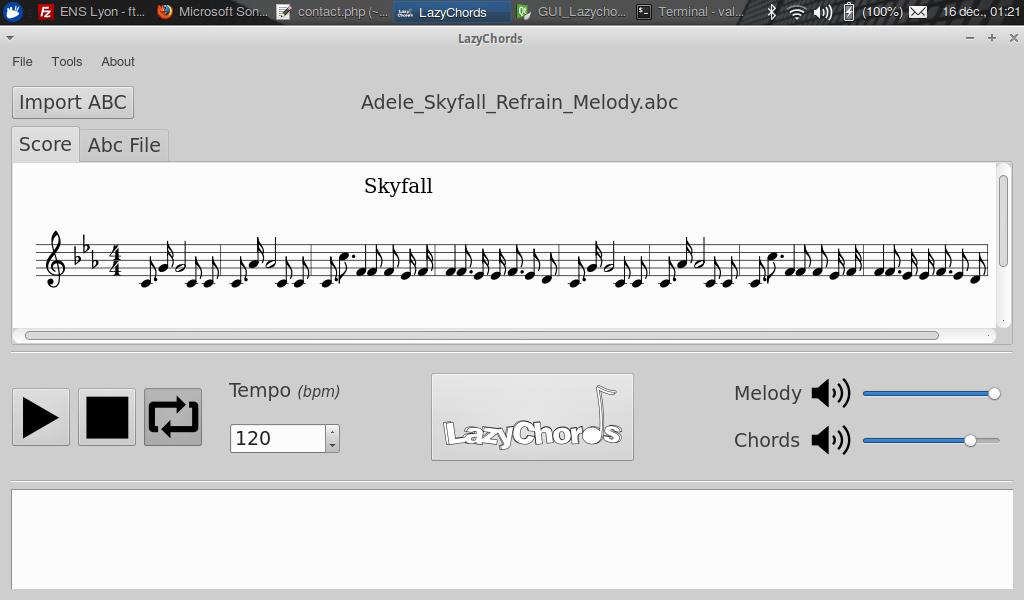 ENS Lyon - ft... Microsoft Son... contact.php (~... LazyChords GUI_Lazycho... Terminal - val... (100%) 16 déc., 01:21
LazyChords
File Tools About
Import ABC Adele_Skyfall_Refrain_Melody.abc
Score Abc File
Skyfall
4
4
Tempo (bpm)
120
LazyChords
Melody
Chords